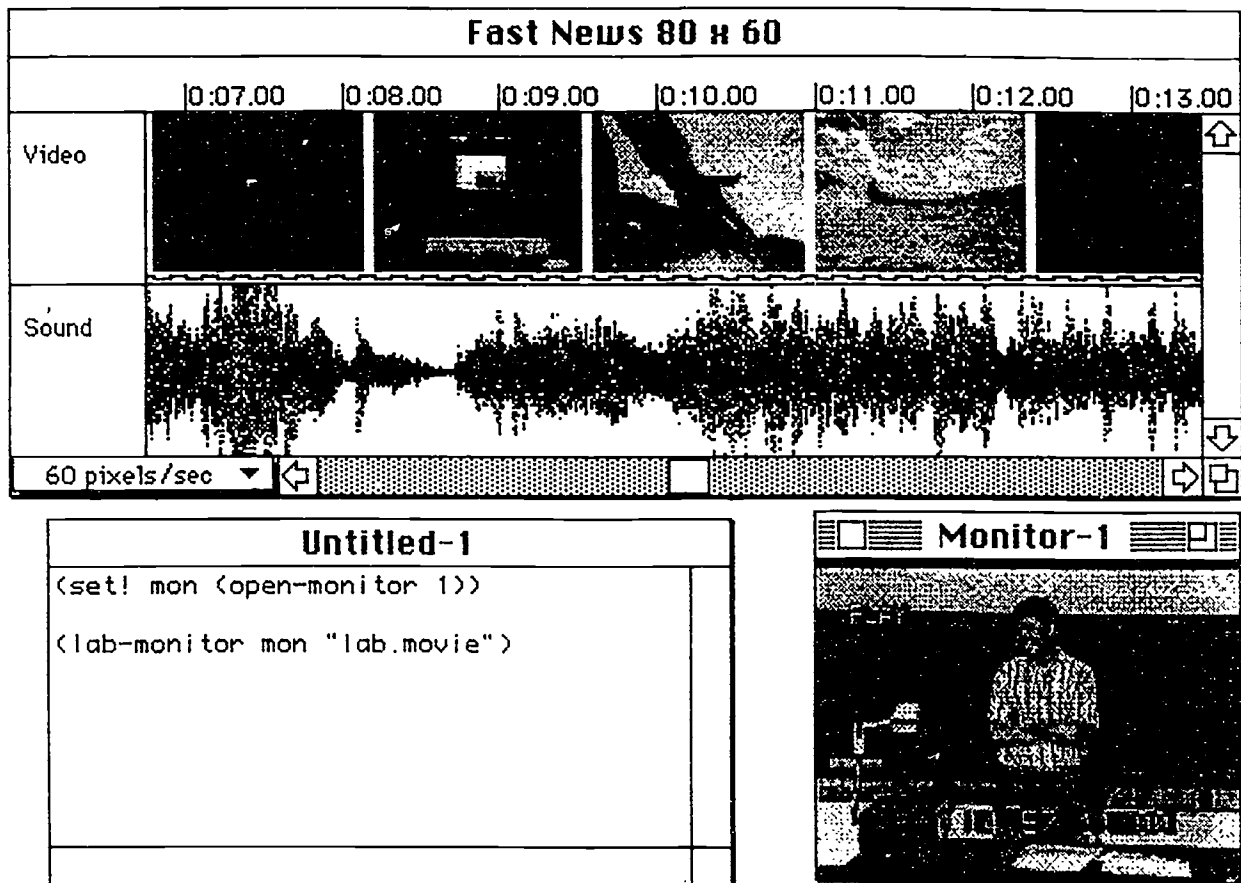 Fast News 80 x 60
0:07.00 0:08.00 0:09.00 0:10.00 0:11.00 0:12.00 0:13.00
Video
Sound
60 pixels/sec
Untitled-1
(set! mon (open-monitor 1))
(lab-monitor mon "lab.movie")
Monitor-1
PLAY